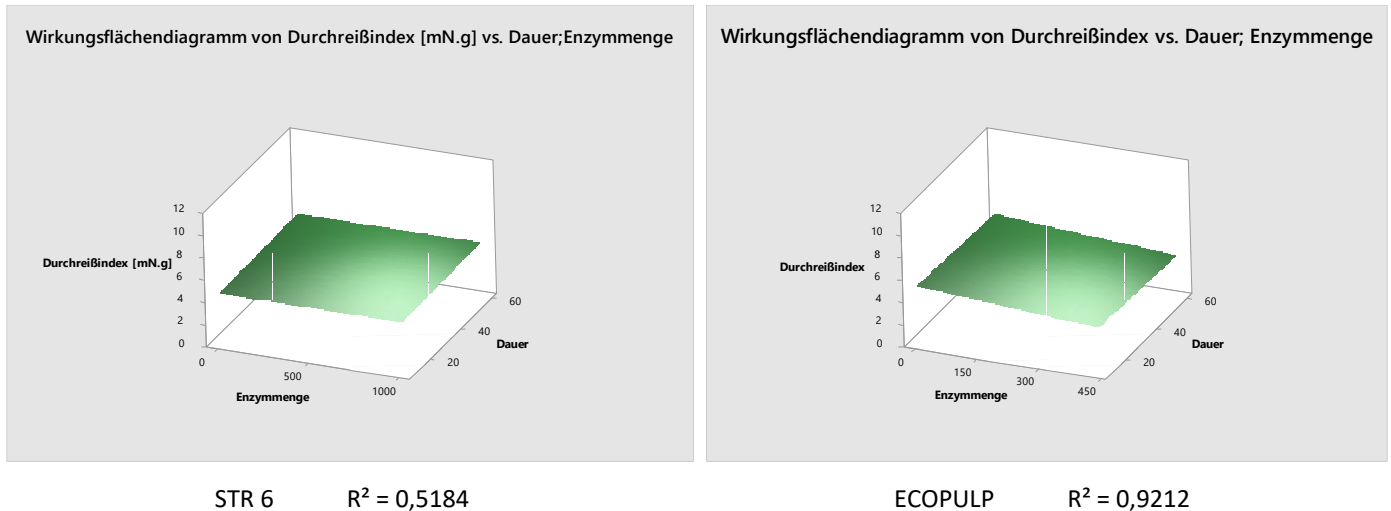 Wirkungsflächendiagramm von Durchreißindex [mN.g] vs. Dauer;Enzymmenge
12
10
8
Durchreißindex [mN.g]
6
4
2
0
0
500
1000
Enzymmenge
20
40
60
Dauer
Wirkungsflächendiagramm von Durchreißindex vs. Dauer; Enzymmenge
12
10
8
Durchreißindex
6
4
2
0
0
150
300
450
Enzymmenge
20
40
60
Dauer
STR 6 R² = 0,5184
ECOPULP R² = 0,9212